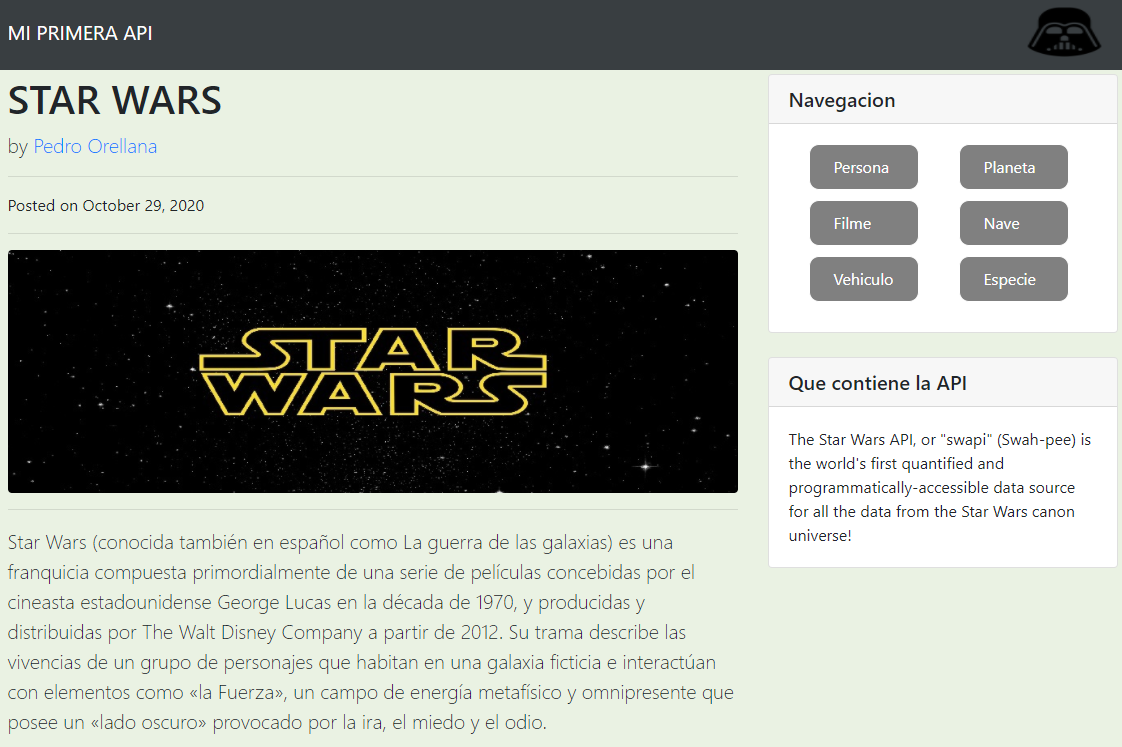 MI PRIMERA API
STAR WARS
by Pedro Orellana
Posted on October 29, 2020
STAR
WARS
Star Wars (conocida también en español como La guerra de las galaxias) es una
franquicia compuesta primordialmente de una serie de películas concebidas por el
cineasta estadounidense George Lucas en la década de 1970, y producidas y
distribuidas por The Walt Disney Company a partir de 2012. Su trama describe las
vivencias de un grupo de personajes que habitan en una galaxia ficticia e interactúan
con elementos como «la Fuerza», un campo de energía metafísico y omnipresente que
posee un «lado oscuro» provocado por la ira, el miedo y el odio.
Navegacion
Persona Planeta
Filme Nave
Vehiculo Especie
Que contiene la API
The Star Wars API, or "swapi" (Swah-pee) is
the world's first quantified and
programmatically-accessible data source
for all the data from the Star Wars canon
universe!